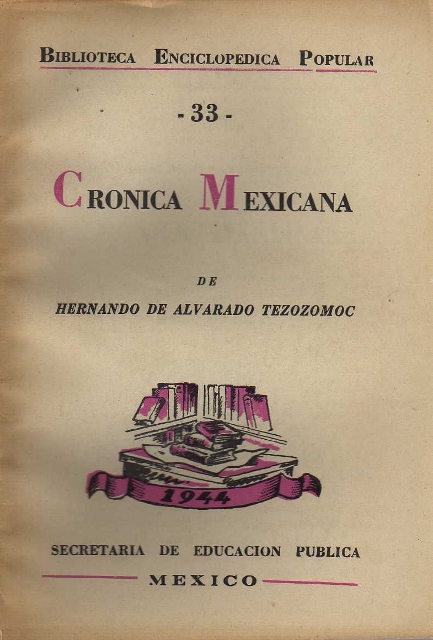 BIBLIOTECA ENCICLOPEDICA POPULAR
- 33 -
CRONICA MEXICANA
DE
HERNANDO DE ALVARADO TEZOZOMOC
1944
SECRETARIA DE EDUCACION PUBLICA
MEXICO